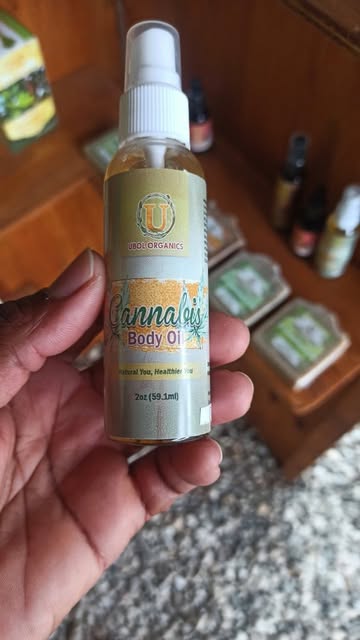 U
UBOL ORGANICS
Cannabis
Body Oil
Natural You, Healthier You
2oz (59.1ml)